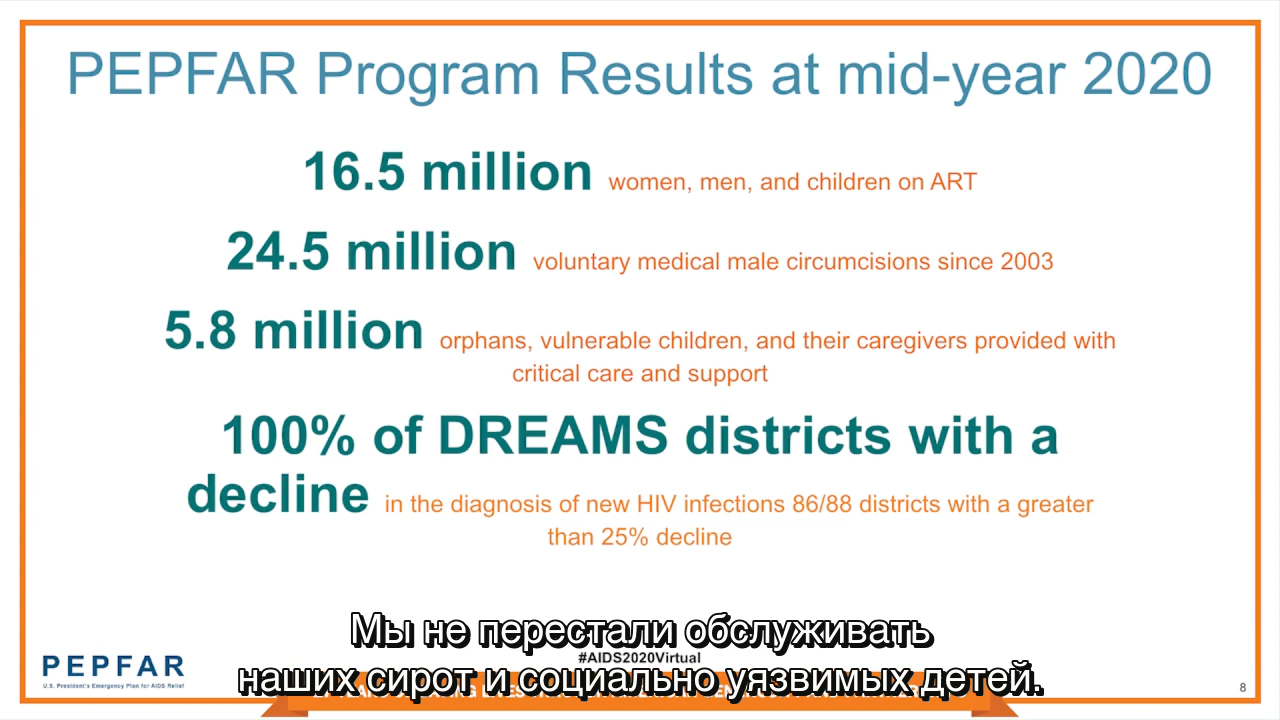 PEPFAR Program Results at mid-year 2020
16.5 million women, men, and children on ART
24.5 million voluntary medical male circumcisions since 2003
5.8 million orphans, vulnerable children, and their caregivers provided with
critical care and support
100% of DREAMS districts with a
decline in the diagnosis of new HIV infections 86/88 districts with a greater
than 25% decline
Мы не перестали обслуживать
#AIDS2020Virtual
наших сирот и социально уязвимых детей.
PEPFAR
U.S. President's Emergency Plan for AIDS Relief
8